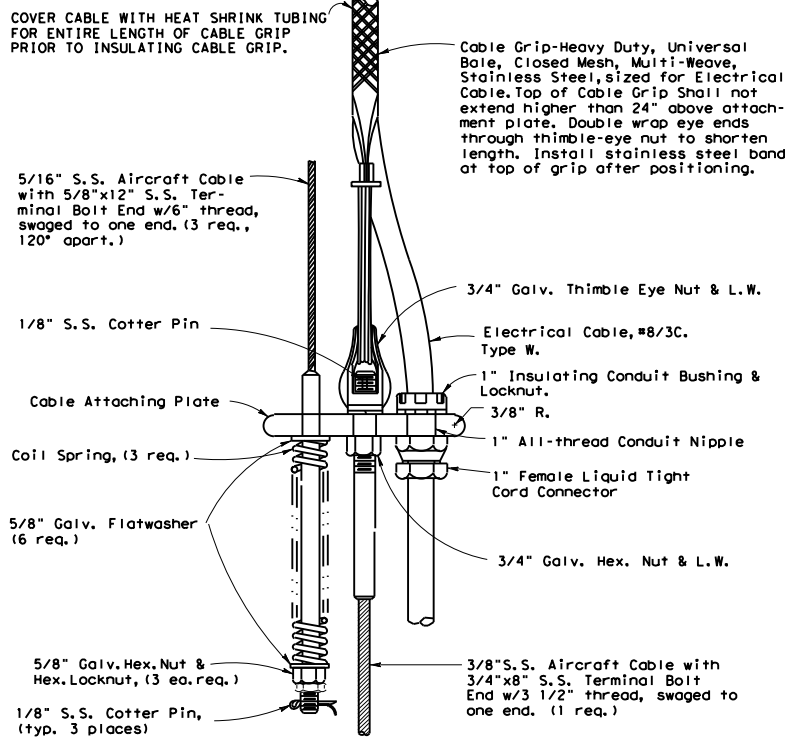 COVER CABLE WITH HEAT SHRINK TUBING
FOR ENTIRE LENGTH OF CABLE GRIP
PRIOR TO INSULATING CABLE GRIP.
Cable Grip-Heavy Duty, Universal
Bale, Closed Mesh, Multi-Weave,
Stainless Steel, sized for Electrical
Cable. Top of Cable Grip Shall not
extend higher than 24" above attach-
ment plate. Double wrap eye ends
through thimble-eye nut to shorten
length. Install stainless steel band
at top of grip after positioning.
5/16" S.S. Aircraft Cable
with 5/8"x12" S.S. Ter-
minal Bolt End w/6" thread,
swaged to one end. (3 req.,
120° apart.)
3/4" Galv. Thimble Eye Nut & L.W.
1/8" S.S. Cotter Pin
Electrical Cable, #8/3C.
Type W.
1" Insulating Conduit Bushing &
Locknut.
Cable Attaching Plate
3/8" R.
1" All-thread Conduit Nipple
Coil Spring, (3 req.)
1" Female Liquid Tight
Cord Connector
5/8" Galv. Flatwasher
(6 req.)
3/4" Galv. Hex. Nut & L.W.
5/8" Galv. Hex. Nut &
Hex. Locknut, (3 ea. req.)
3/8"S.S. Aircraft Cable with
3/4"x8" S.S. Terminal Bolt
End w/3 1/2" thread, swaged to
one end. (1 req.)
1/8" S.S. Cotter Pin,
(typ. 3 places)